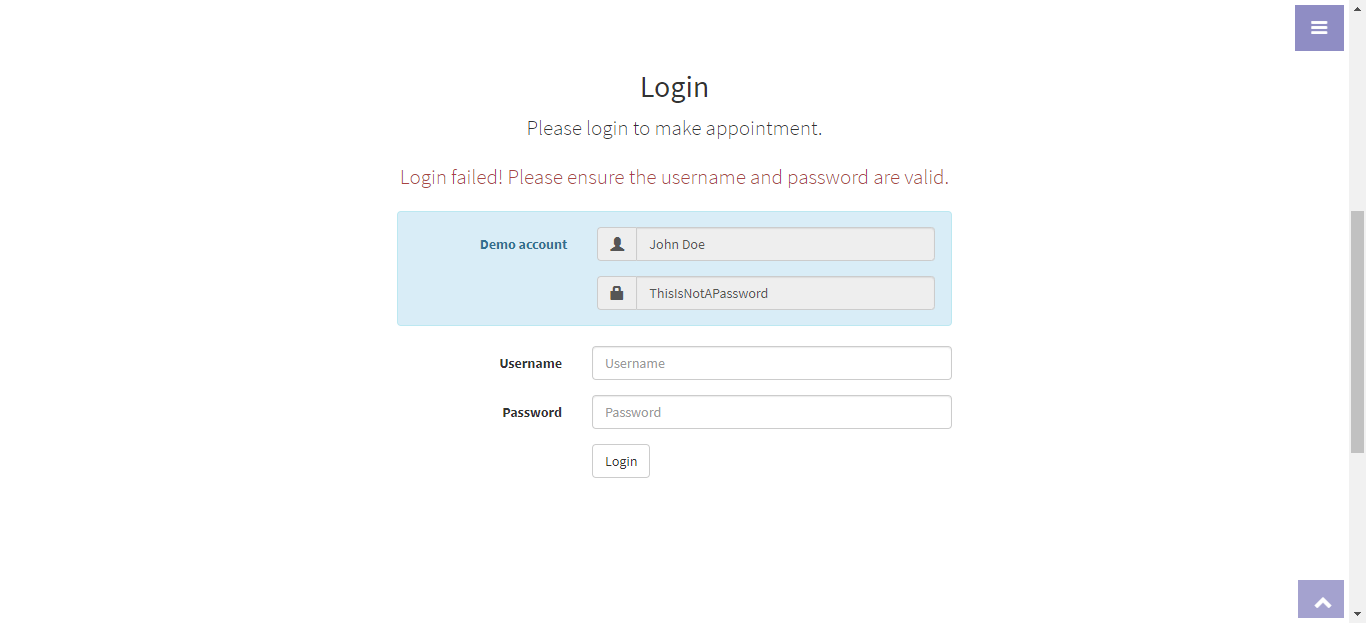 Login
Please login to make appointment.
Login failed! Please ensure the username and password are valid.
Demo account
John Doe
ThisIsNotAPassword
Username
Username
Password
Password
Login